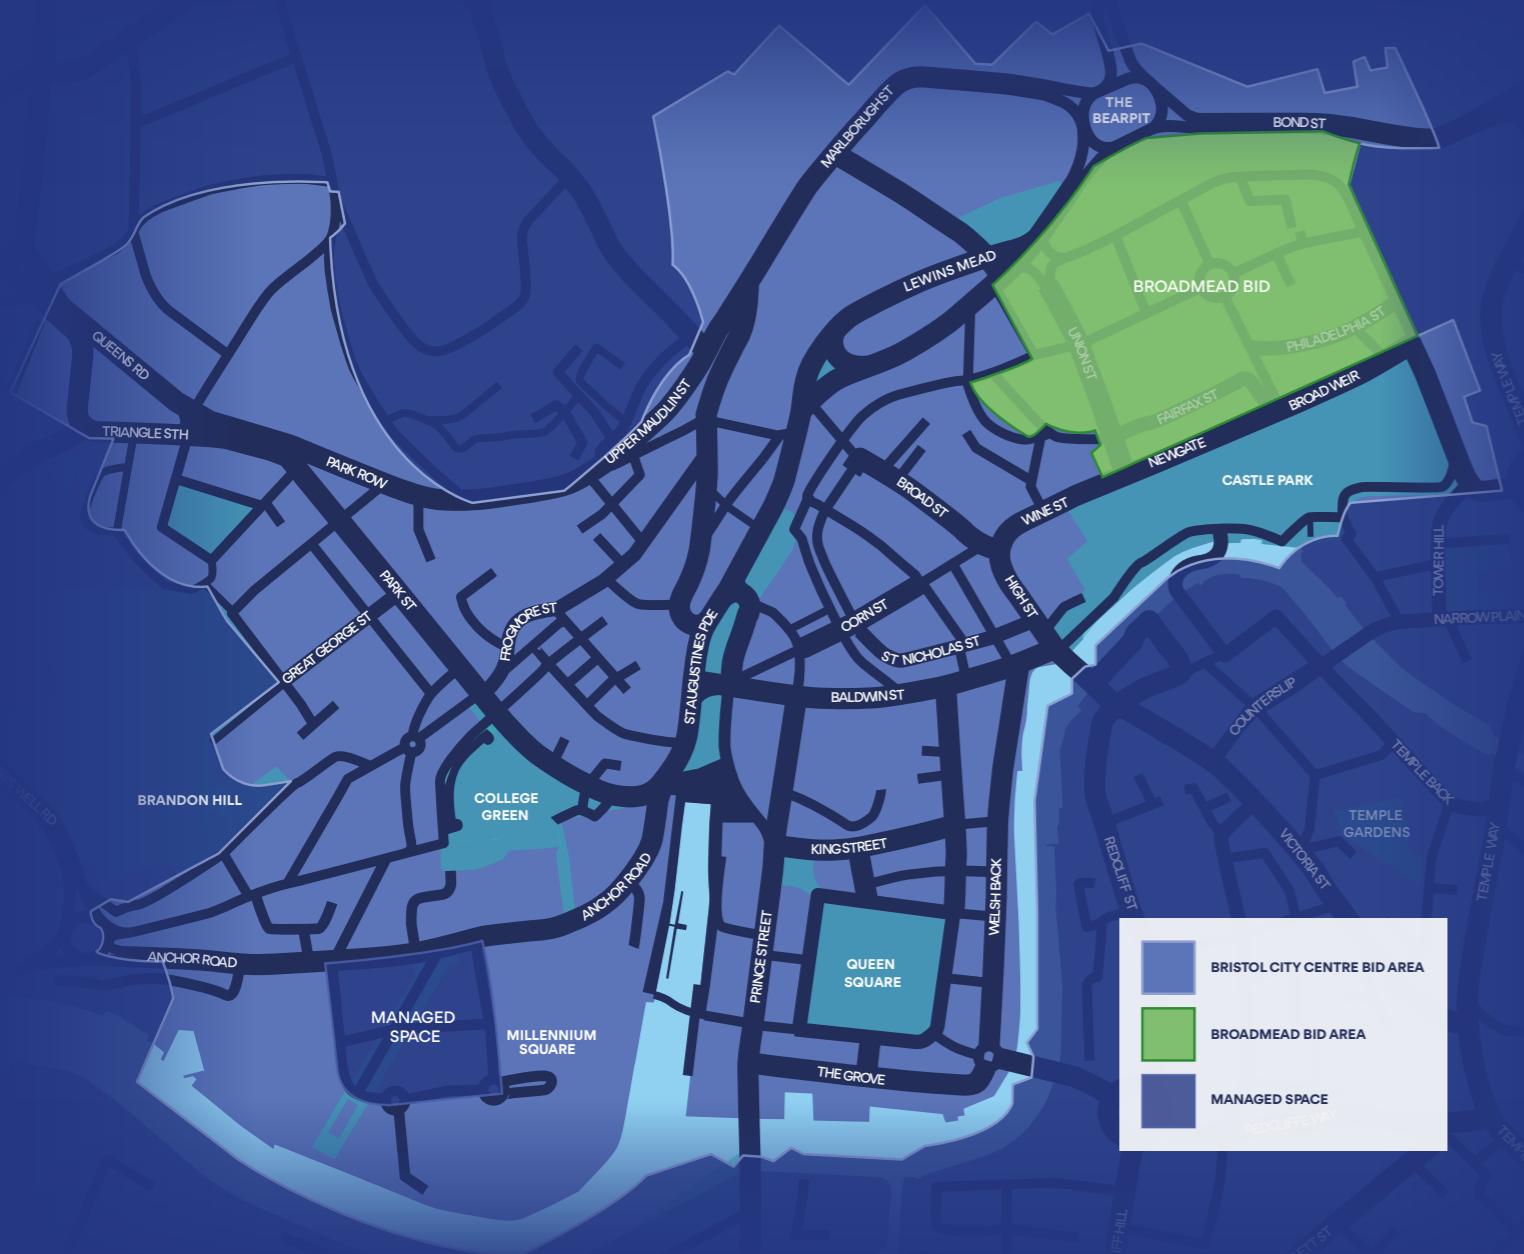 THE
BEARPIT
BOND ST
MARLBOROUGH ST
LEWINS MEAD
BROADMEAD BID
UNION ST
PHILADELPHIA ST
FAIRFAX ST
BROAD WEIR
NEWGATE
CASTLE PARK
TEMPLE WAY
QUEENS RD
TRIANGLE STH
PARK ROW
UPPER MAUDLIN ST
BROAD ST
WINE ST
TOWER HILL
NARROW PLAIN
PARK ST
FROGMORE ST
GREAT GEORGE ST
HIGH ST
CORN ST
ST NICHOLAS ST
ST AUGUSTINES PDE
BALDWIN ST
COUNTERSLIP
TEMPLE BACK
BRANDON HILL
COLLEGE
GREEN
TEMPLE
GARDENS
KING STREET
REDCLIFF ST
VICTORIA ST
TEMPLE WAY
ANCHOR ROAD
WELSH BACK
PRINCE STREET
ANCHOR ROAD
QUEEN
SQUARE
MANAGED
SPACE
MILLENNIUM
SQUARE
THE GROVE
BRISTOL CITY CENTRE BID AREA
BROADMEAD BID AREA
MANAGED SPACE
REDCLIFFE WAY